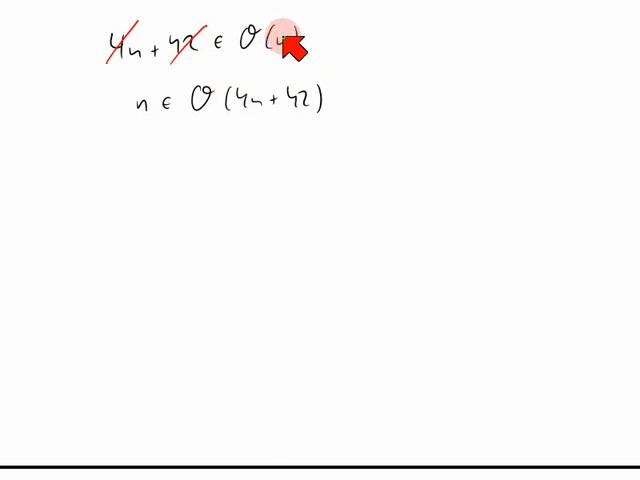 4n + 42 ∈ O(n)
n ∈ O(4n + 42)